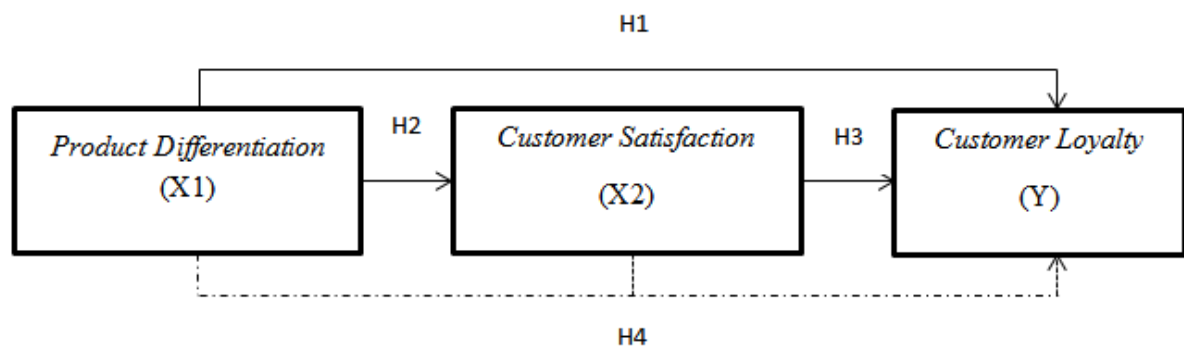 H1
Product Differentiation
(X1)
H2
Customer Satisfaction
(X2)
H3
Customer Loyalty
(Y)
H4